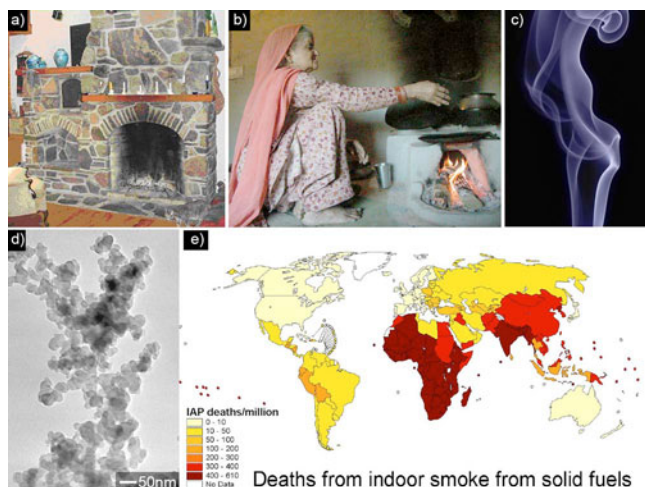 a)
b)
c)
d)
50nm
e)
IAP deaths/million
0 - 10
10 - 50
50 - 100
100 - 200
200 - 300
300 - 400
400 - 610
No Data
Deaths from indoor smoke from solid fuels